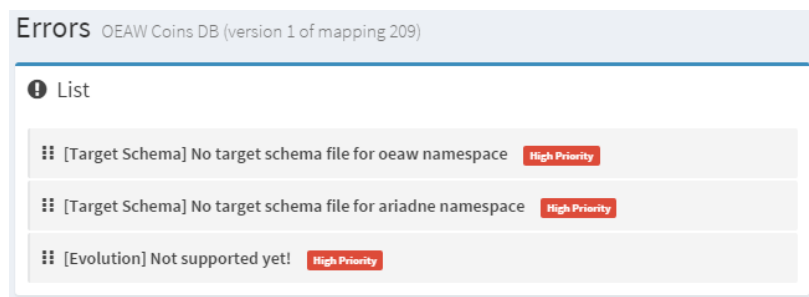 Errors OEAW Coins DB (version 1 of mapping 209)
List
[Target Schema] No target schema file for oeaw namespace High Priority
[Target Schema] No target schema file for ariadne namespace High Priority
[Evolution] Not supported yet! High Priority